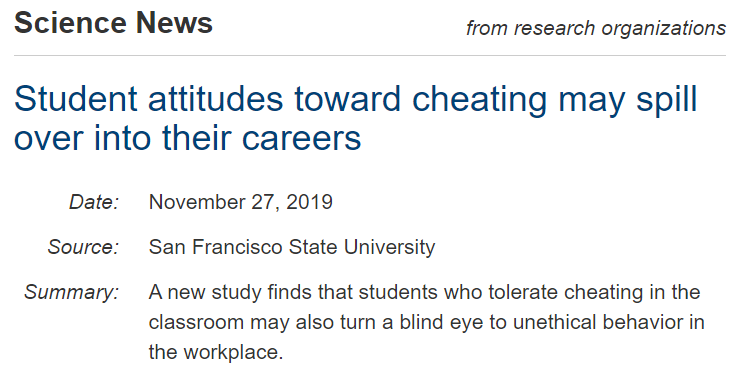 Science News
from research organizations
Student attitudes toward cheating may spill
over into their careers
Date: November 27, 2019
Source: San Francisco State University
Summary: A new study finds that students who tolerate cheating in the
classroom may also turn a blind eye to unethical behavior in
the workplace.